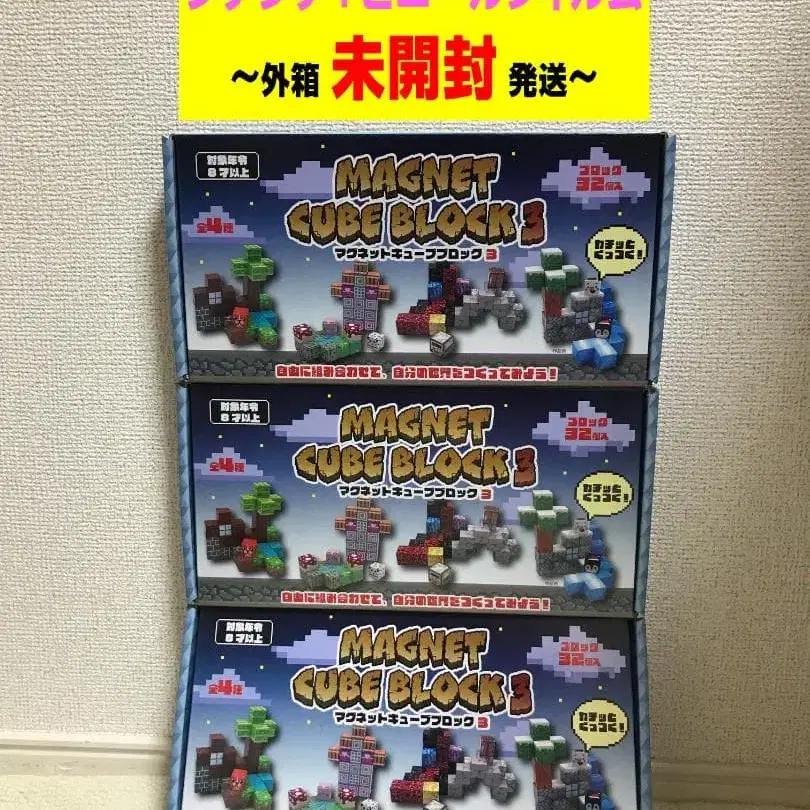 〜外箱 未開封 発送〜
対象年令
8才以上
MAGNET
CUBE BLOCK 3
マグネットキューブブロック 3
ブロック
32個入
全4種
カチッと
くっつく!
自由に組み合わせて、自分の世界をつくってみよう!
対象年令
8才以上
MAGNET
CUBE BLOCK 3
マグネットキューブブロック 3
ブロック
32個入
全4種
カチッと
くっつく!
自由に組み合わせて、自分の世界をつくってみよう!
対象年令
8才以上
MAGNET
CUBE BLOCK 3
マグネットキューブブロック 3
ブロック
32個入
全4種
カチッと
くっつく!